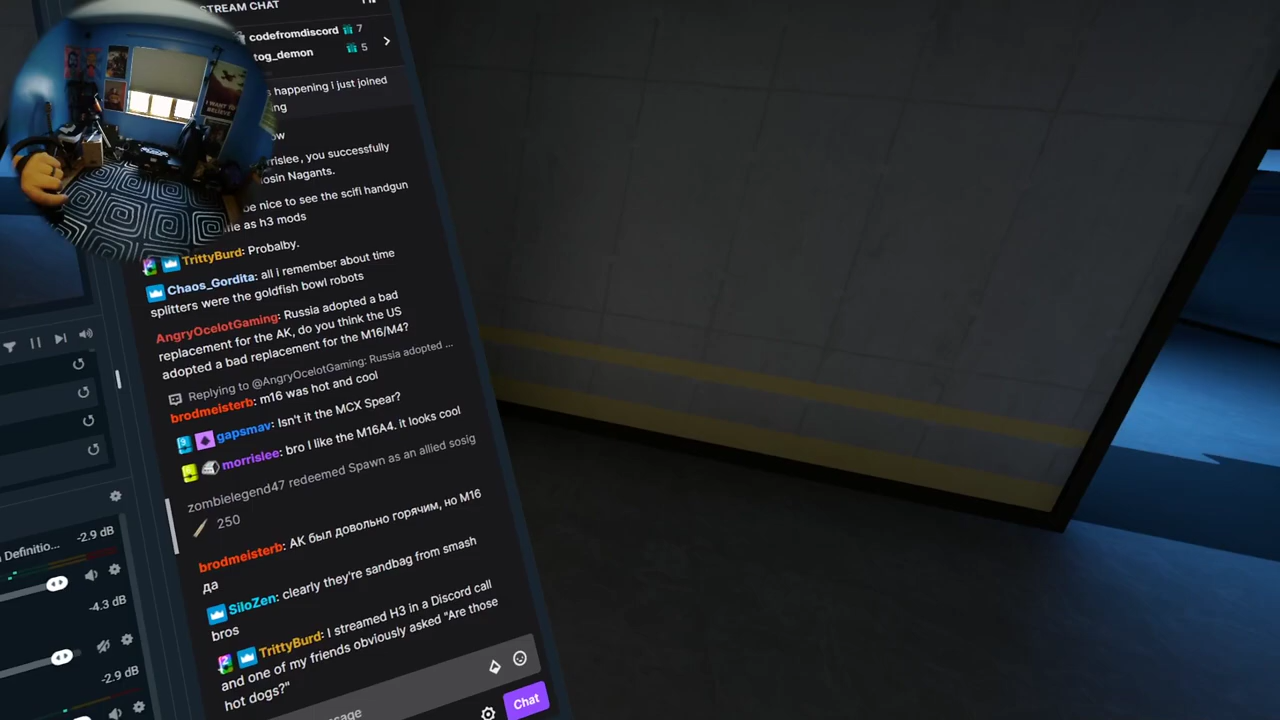 STREAM CHAT
codefromdiscord 7
tog_demon 5
happening I just joined
rrislee, you successfully
osin Nagants.
be nice to see the scifi handgun
as h3 mods
TrittyBurd: Probalby.
Chaos_Gordita: all i remember about time
splitters were the goldfish bowl robots
AngryOcelotGaming: Russia adopted a bad
replacement for the AK, do you think the US
adopted a bad replacement for the M16/M4?
Replying to @AngryOcelotGaming: Russia adopted ...
brodmeisterb: m16 was hot and cool
gapsmav: Isn't it the MCX Spear?
morrislee: bro I like the M16A4. it looks cool
zombielegend47 redeemed Spawn as an allied sosig
250
brodmeisterb: АК был довольно горячим, но М16
да
SiloZen: clearly they're sandbag from smash
bros
TrittyBurd: I streamed H3 in a Discord call
and one of my friends obviously asked "Are those
hot dogs?"
Chat
Definitio... -2.9 dB
-4.3 dB
-2.9 dB
I WANT
BELIEVE